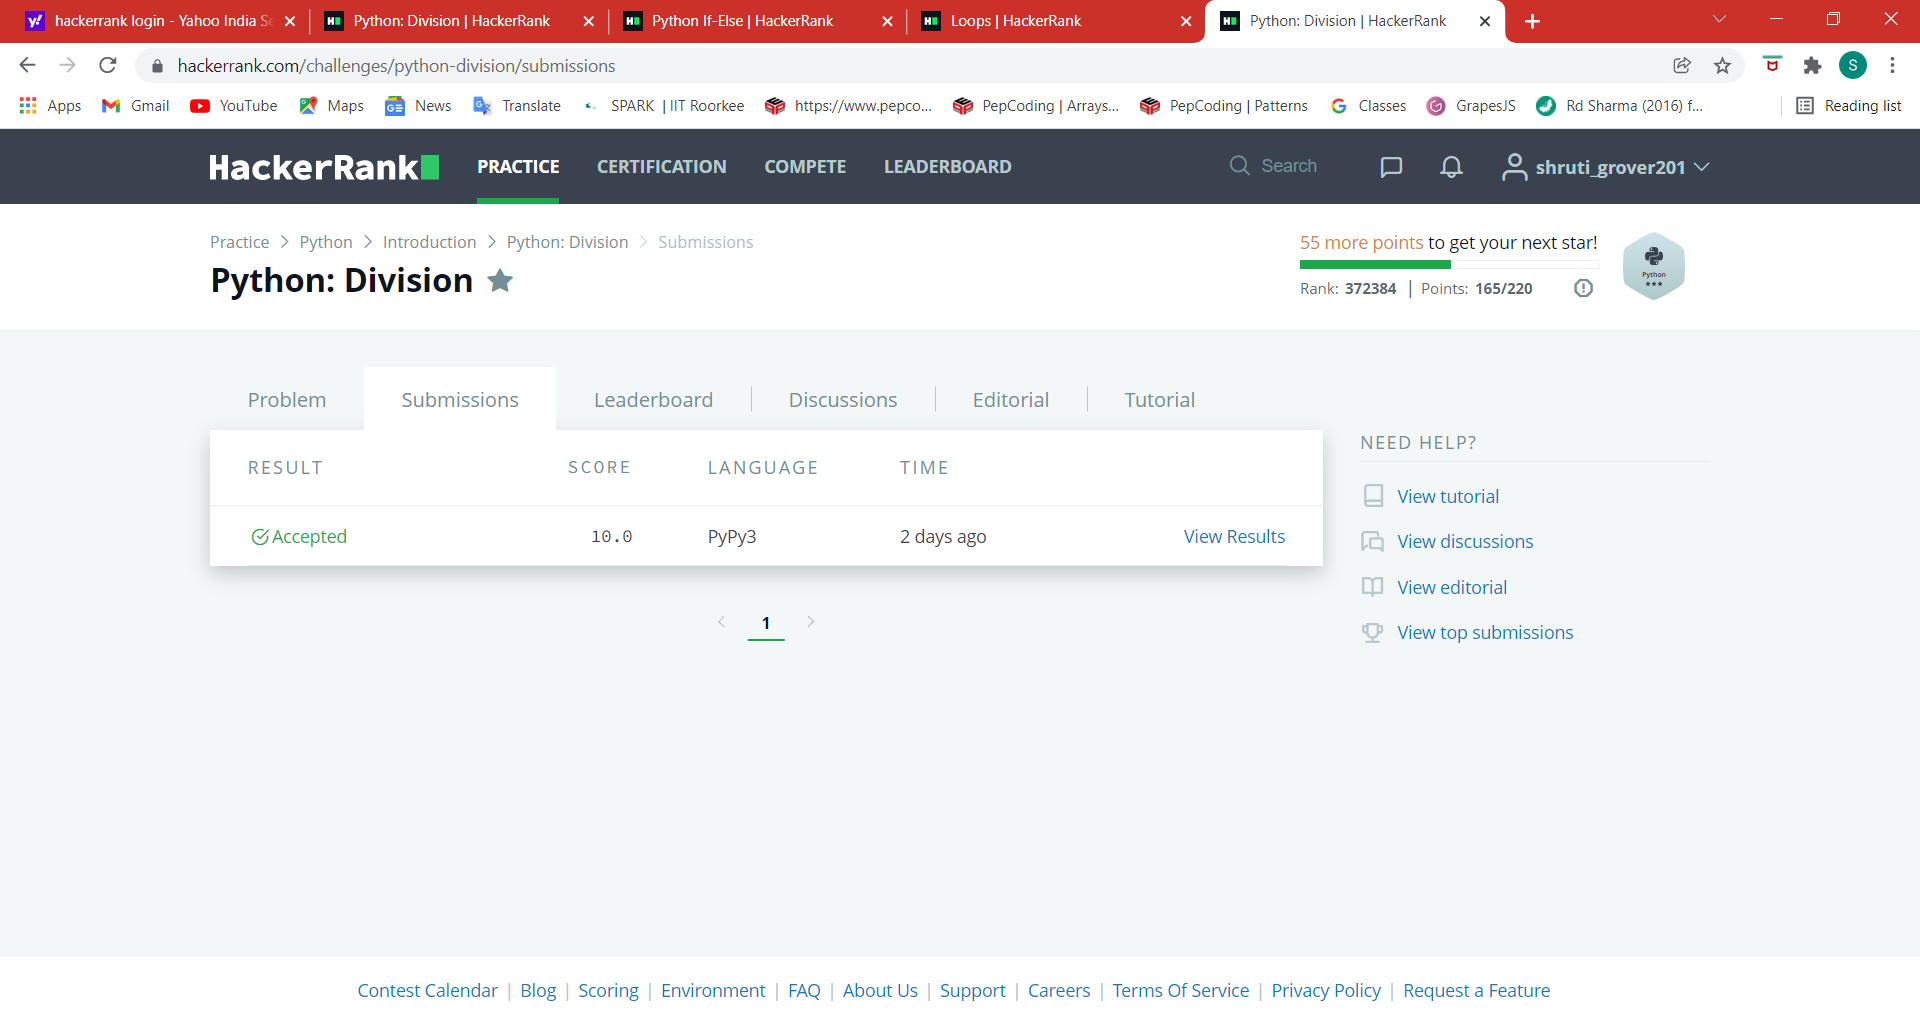 hackerrank login - Yahoo India Se
Python: Division | HackerRank
Python If-Else | HackerRank
Loops | HackerRank
Python: Division | HackerRank
hackerrank.com/challenges/python-division/submissions
S
Apps
Gmail
YouTube
Maps
News
Translate
SPARK | IIT Roorkee
https://www.pepco...
PepCoding | Arrays...
PepCoding | Patterns
Classes
GrapesJS
Rd Sharma (2016) f...
Reading list
HackerRank
PRACTICE
CERTIFICATION
COMPETE
LEADERBOARD
Search
shruti_grover201
Practice > Python > Introduction > Python: Division > Submissions
Python: Division
55 more points to get your next star!
Rank: 372384 | Points: 165/220
Python
Problem
Submissions
Leaderboard
Discussions
Editorial
Tutorial
RESULT SCORE LANGUAGE TIME
Accepted 10.0 PyPy3 2 days ago View Results
1
NEED HELP?
View tutorial
View discussions
View editorial
View top submissions
Contest Calendar | Blog | Scoring | Environment | FAQ | About Us | Support | Careers | Terms Of Service | Privacy Policy | Request a Feature